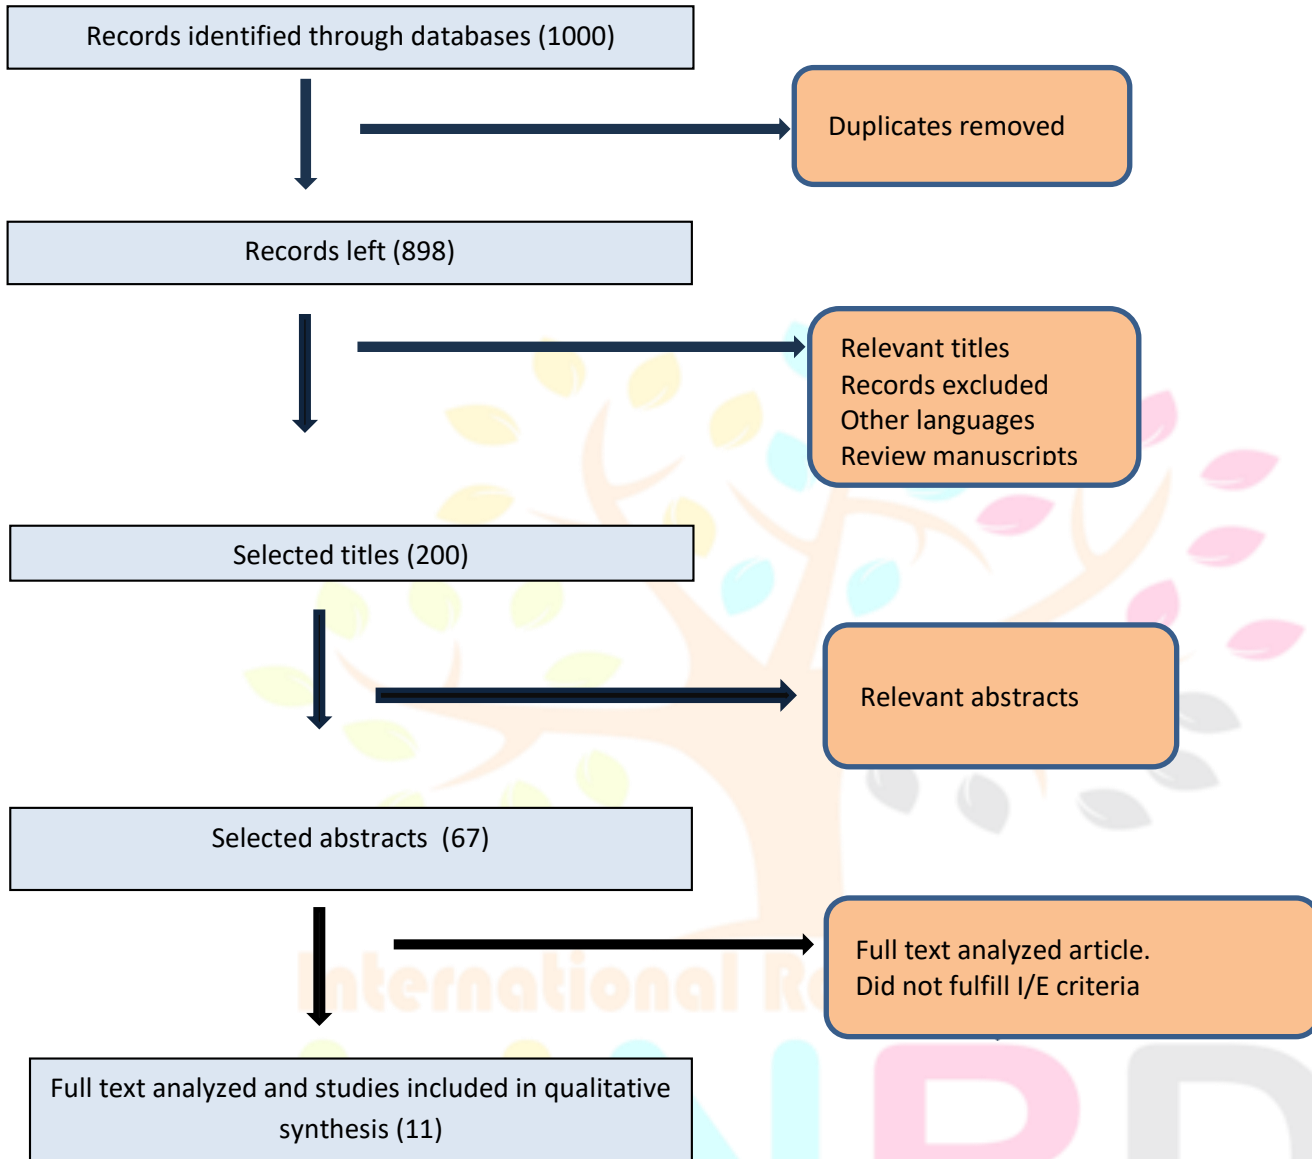 Records identified through databases (1000)
Duplicates removed
Records left (898)
Relevant titles
Records excluded
Other languages
Review manuscripts
Selected titles (200)
Relevant abstracts
Selected abstracts (67)
Full text analyzed article.
Did not fulfill I/E criteria
International Re
Full text analyzed and studies included in qualitative
synthesis (11)